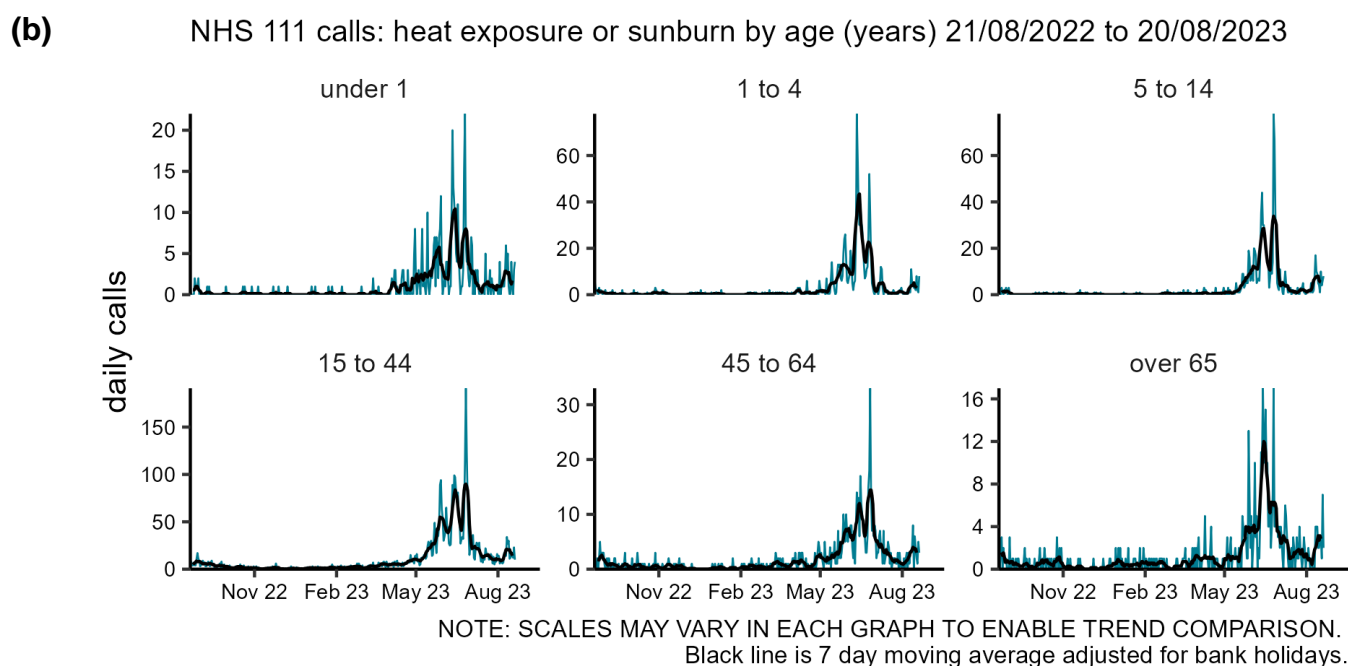 (b)
NHS 111 calls: heat exposure or sunburn by age (years) 21/08/2022 to 20/08/2023
daily calls
under 1
20
15
10
5
0
1 to 4
60
40
20
0
5 to 14
60
40
20
0
15 to 44
150
100
50
0
Nov 22 Feb 23 May 23 Aug 23
45 to 64
30
20
10
0
Nov 22 Feb 23 May 23 Aug 23
over 65
16
12
8
4
0
Nov 22 Feb 23 May 23 Aug 23
NOTE: SCALES MAY VARY IN EACH GRAPH TO ENABLE TREND COMPARISON.
Black line is 7 day moving average adjusted for bank holidays.